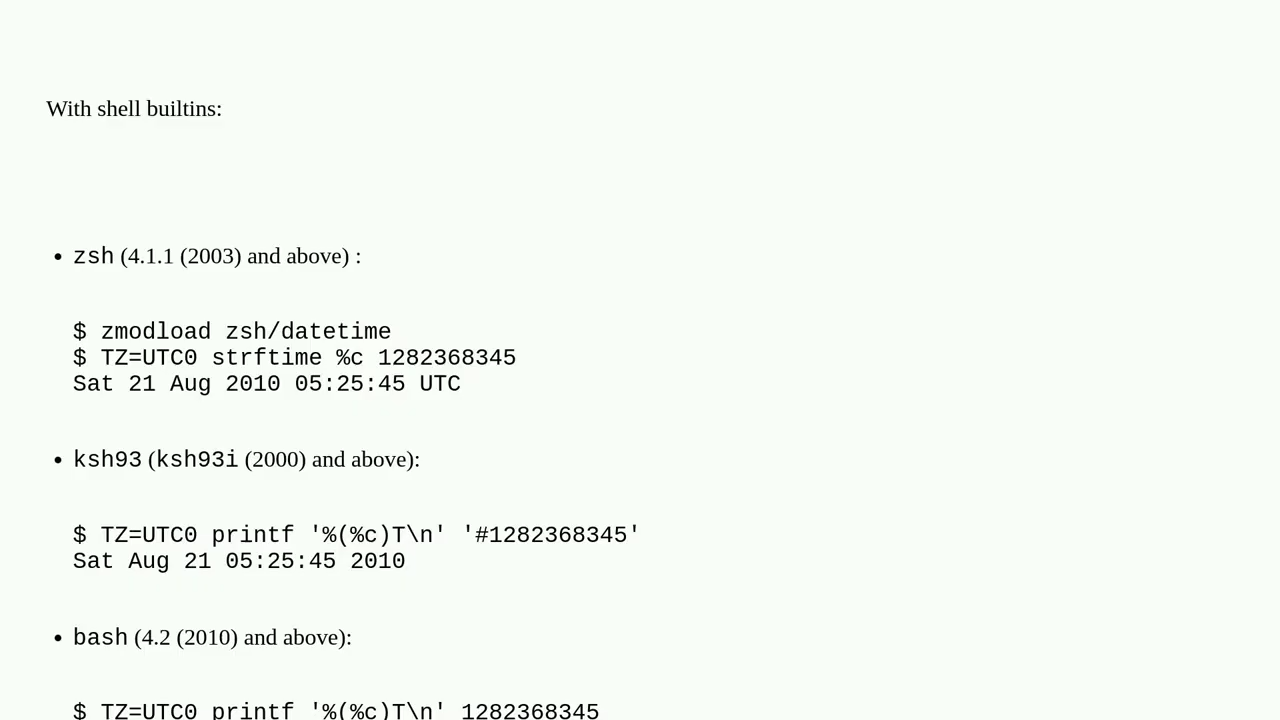 With shell builtins:
• zsh (4.1.1 (2003) and above) :
$ zmodload zsh/datetime
$ TZ=UTC0 strftime %c 1282368345
Sat 21 Aug 2010 05:25:45 UTC
• ksh93 (ksh93i (2000) and above):
$ TZ=UTC0 printf '%(%c)T\n' '#1282368345'
Sat Aug 21 05:25:45 2010
• bash (4.2 (2010) and above):
$ TZ=UTC0 printf '%(%c)T\n' 1282368345